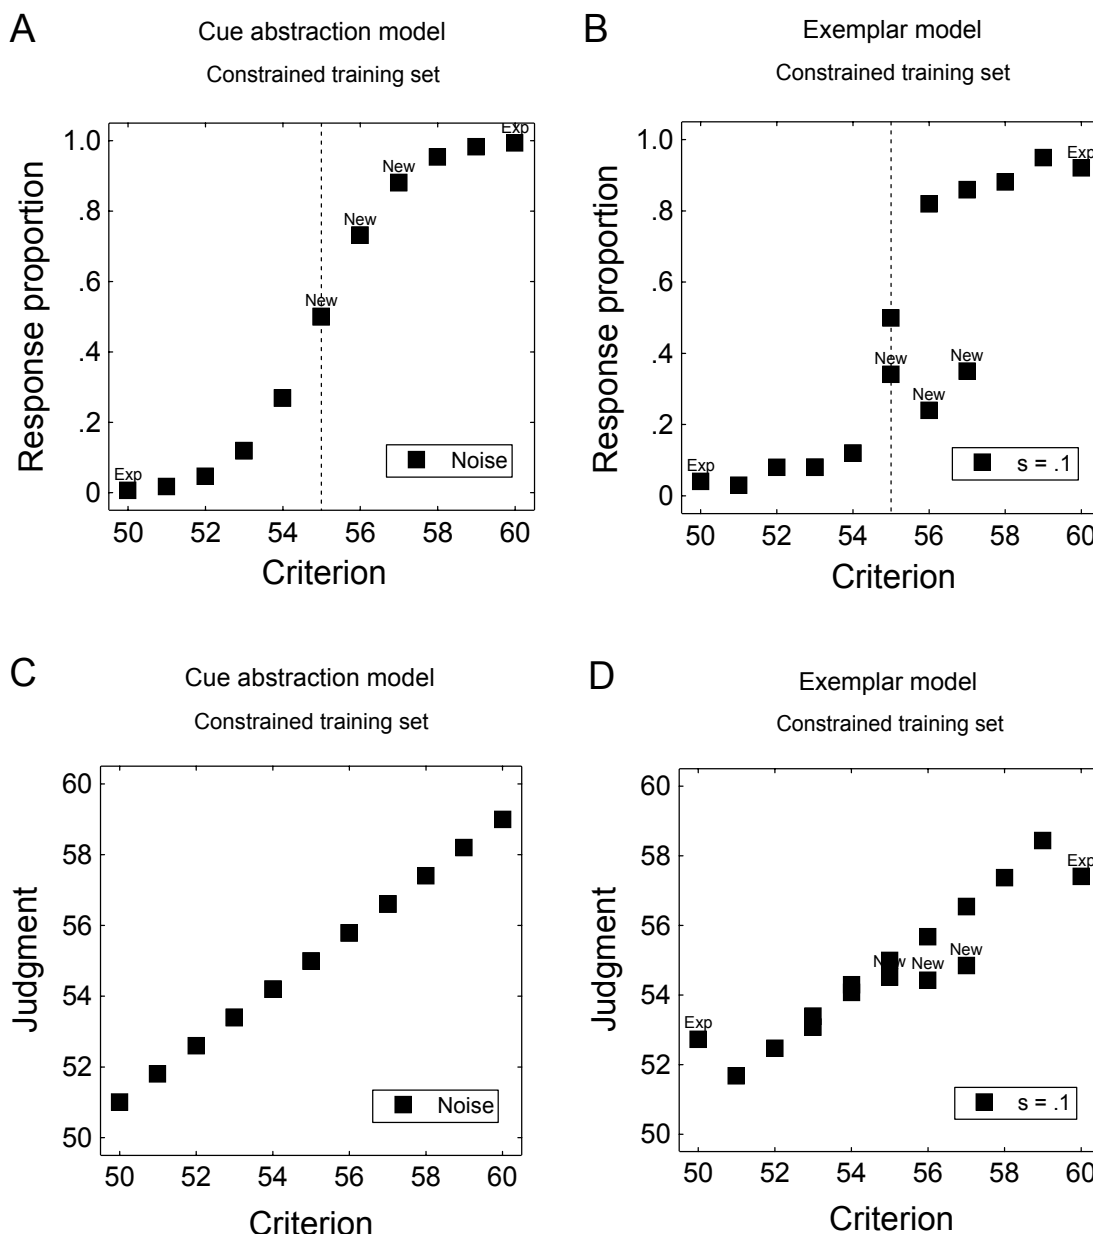 A
Cue abstraction model
Constrained training set
Response proportion
1.0
.8
.6
.4
.2
0
Exp
New
New
New
Exp
Noise
50 52 54 56 58 60
Criterion
B
Exemplar model
Constrained training set
Response proportion
1.0
.8
.6
.4
.2
0
Exp
New
New
New
Exp
s = .1
50 52 54 56 58 60
Criterion
C
Cue abstraction model
Constrained training set
Judgment
60
58
56
54
52
50
Noise
50 52 54 56 58 60
Criterion
D
Exemplar model
Constrained training set
Judgment
60
58
56
54
52
50
Exp
New
New
New
Exp
s = .1
50 52 54 56 58 60
Criterion